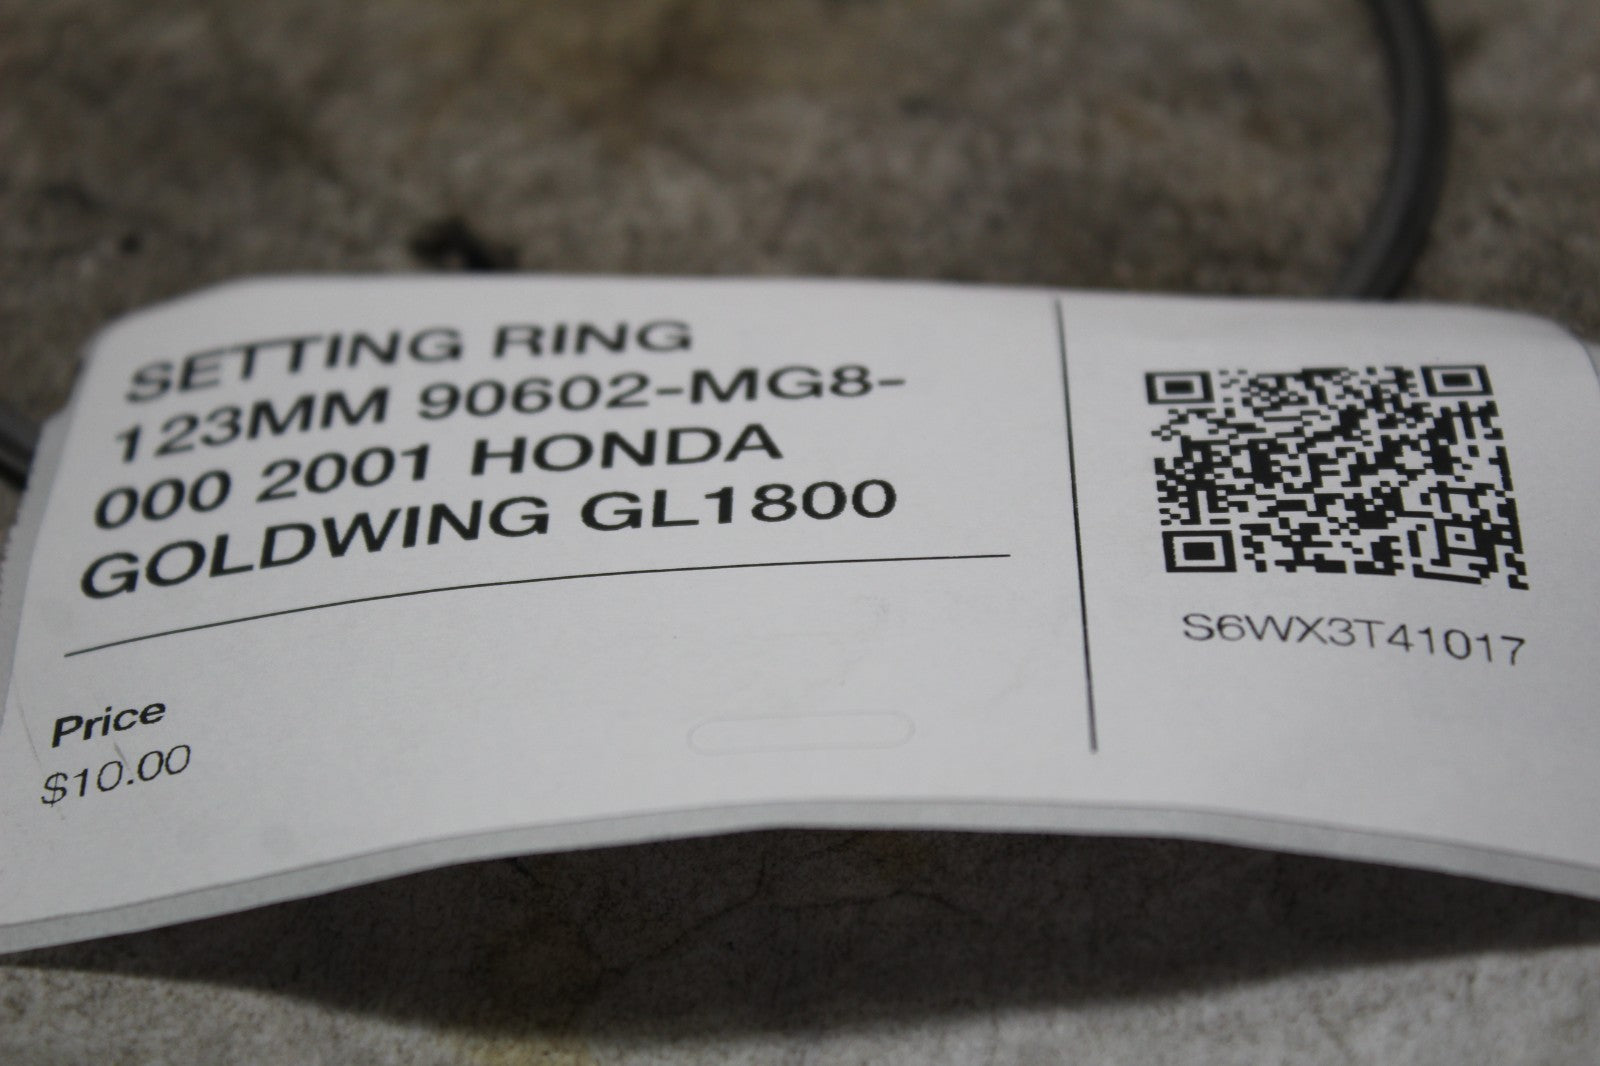 SETTING RING
123MM 90602-MG8-
000 2001 HONDA
GOLDWING GL1800
Price
$10.00
S6WX3T41017